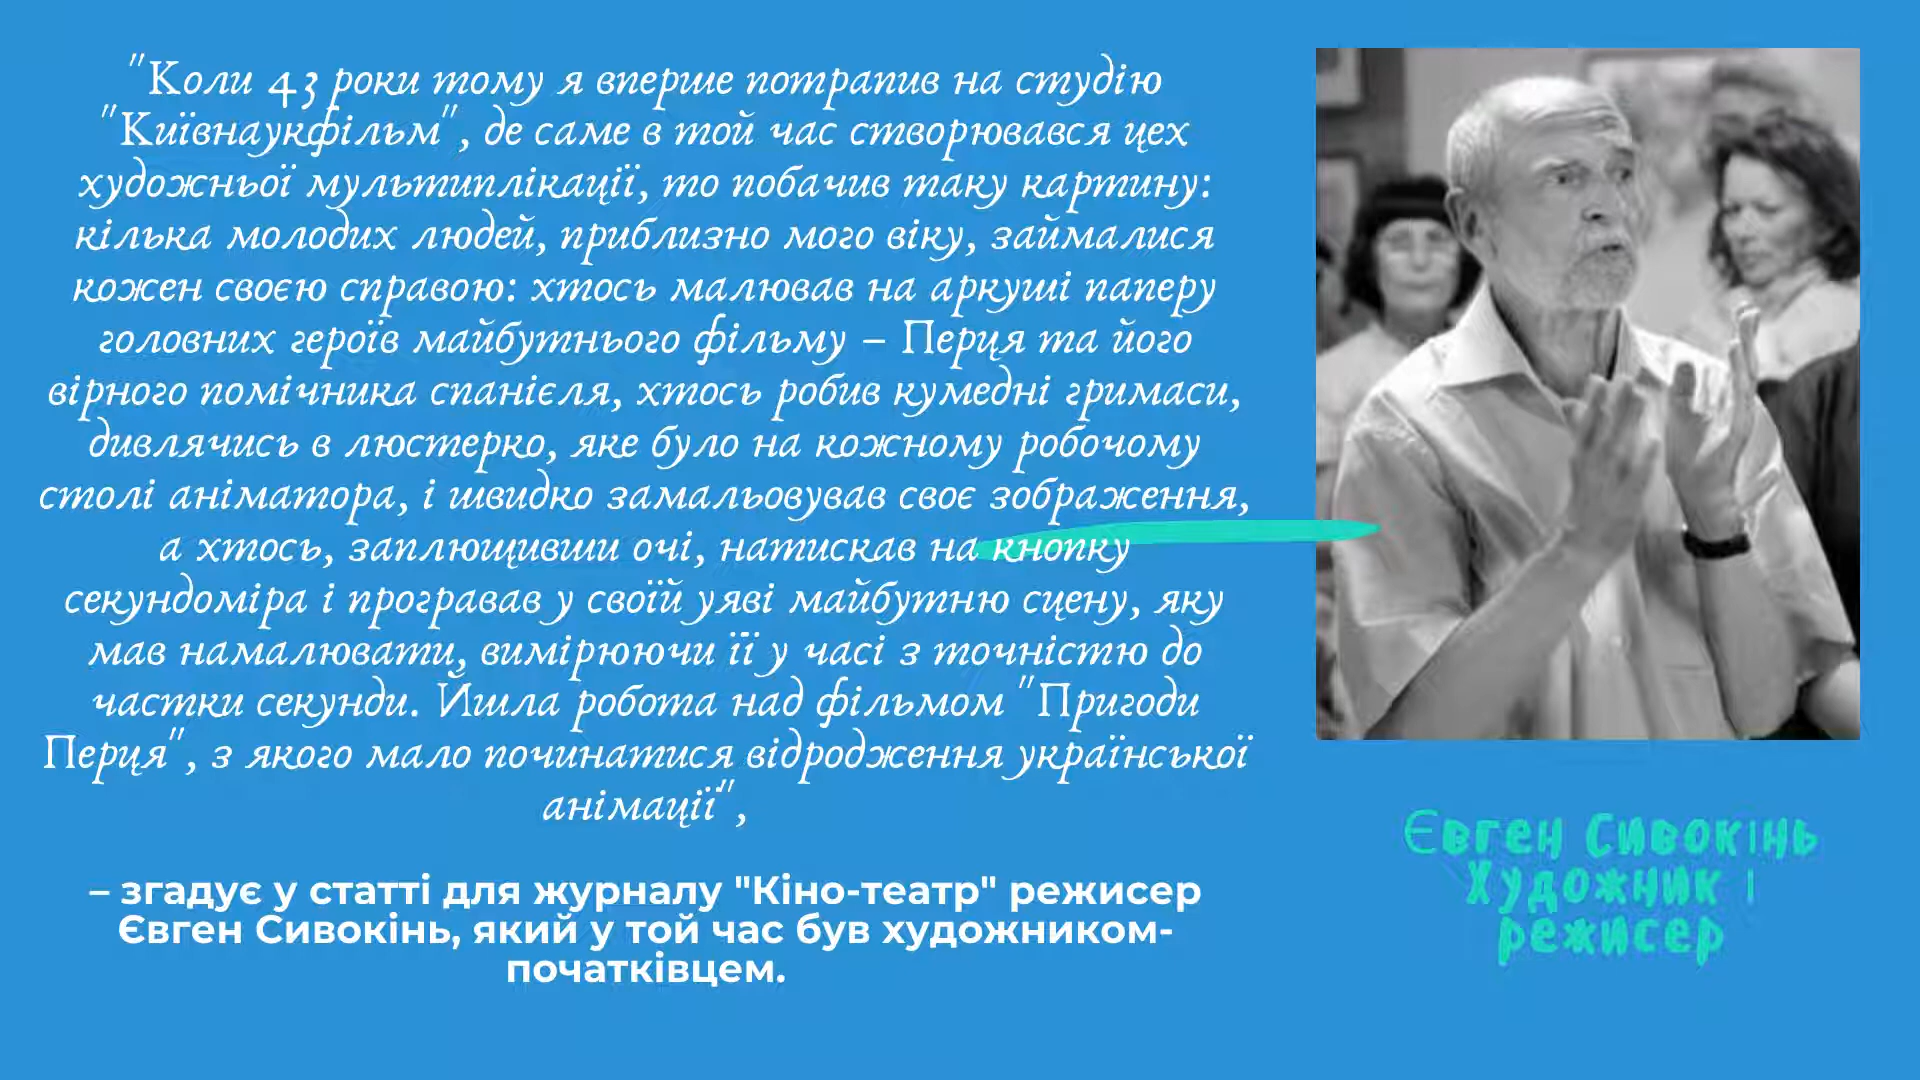 "Коли 43 роки тому я вперше потрапив на студію
"Київнаукфільм", де саме в той час створювався цех
художньої мультиплікації, то побачив таку картину:
кілька молодих людей, приблизно мого віку, займалися
кожен своєю справою: хтось малював на аркуші паперу
головних героїв майбутнього фільму – Перця та його
вірного помічника спанієля, хтось робив кумедні гримаси,
дивлячись в люстерко, яке було на кожному робочому
столі аніматора, і швидко замальовував своє зображення,
а хтось, заплющивши очі, натискав на кнопку
секундоміра і програвав у своїй уяві майбутню сцену, яку
мав намалювати, вимірюючи її у часі з точністю до
частки секунди. Йшла робота над фільмом "Пригоди
Перця", з якого мало починатися відродження української
анімації",
– згадує у статті для журналу "Кіно-театр" режисер
Євген Сивокінь, який у той час був художником-
початківцем.
Євген Сивокінь
Художник і
режисер